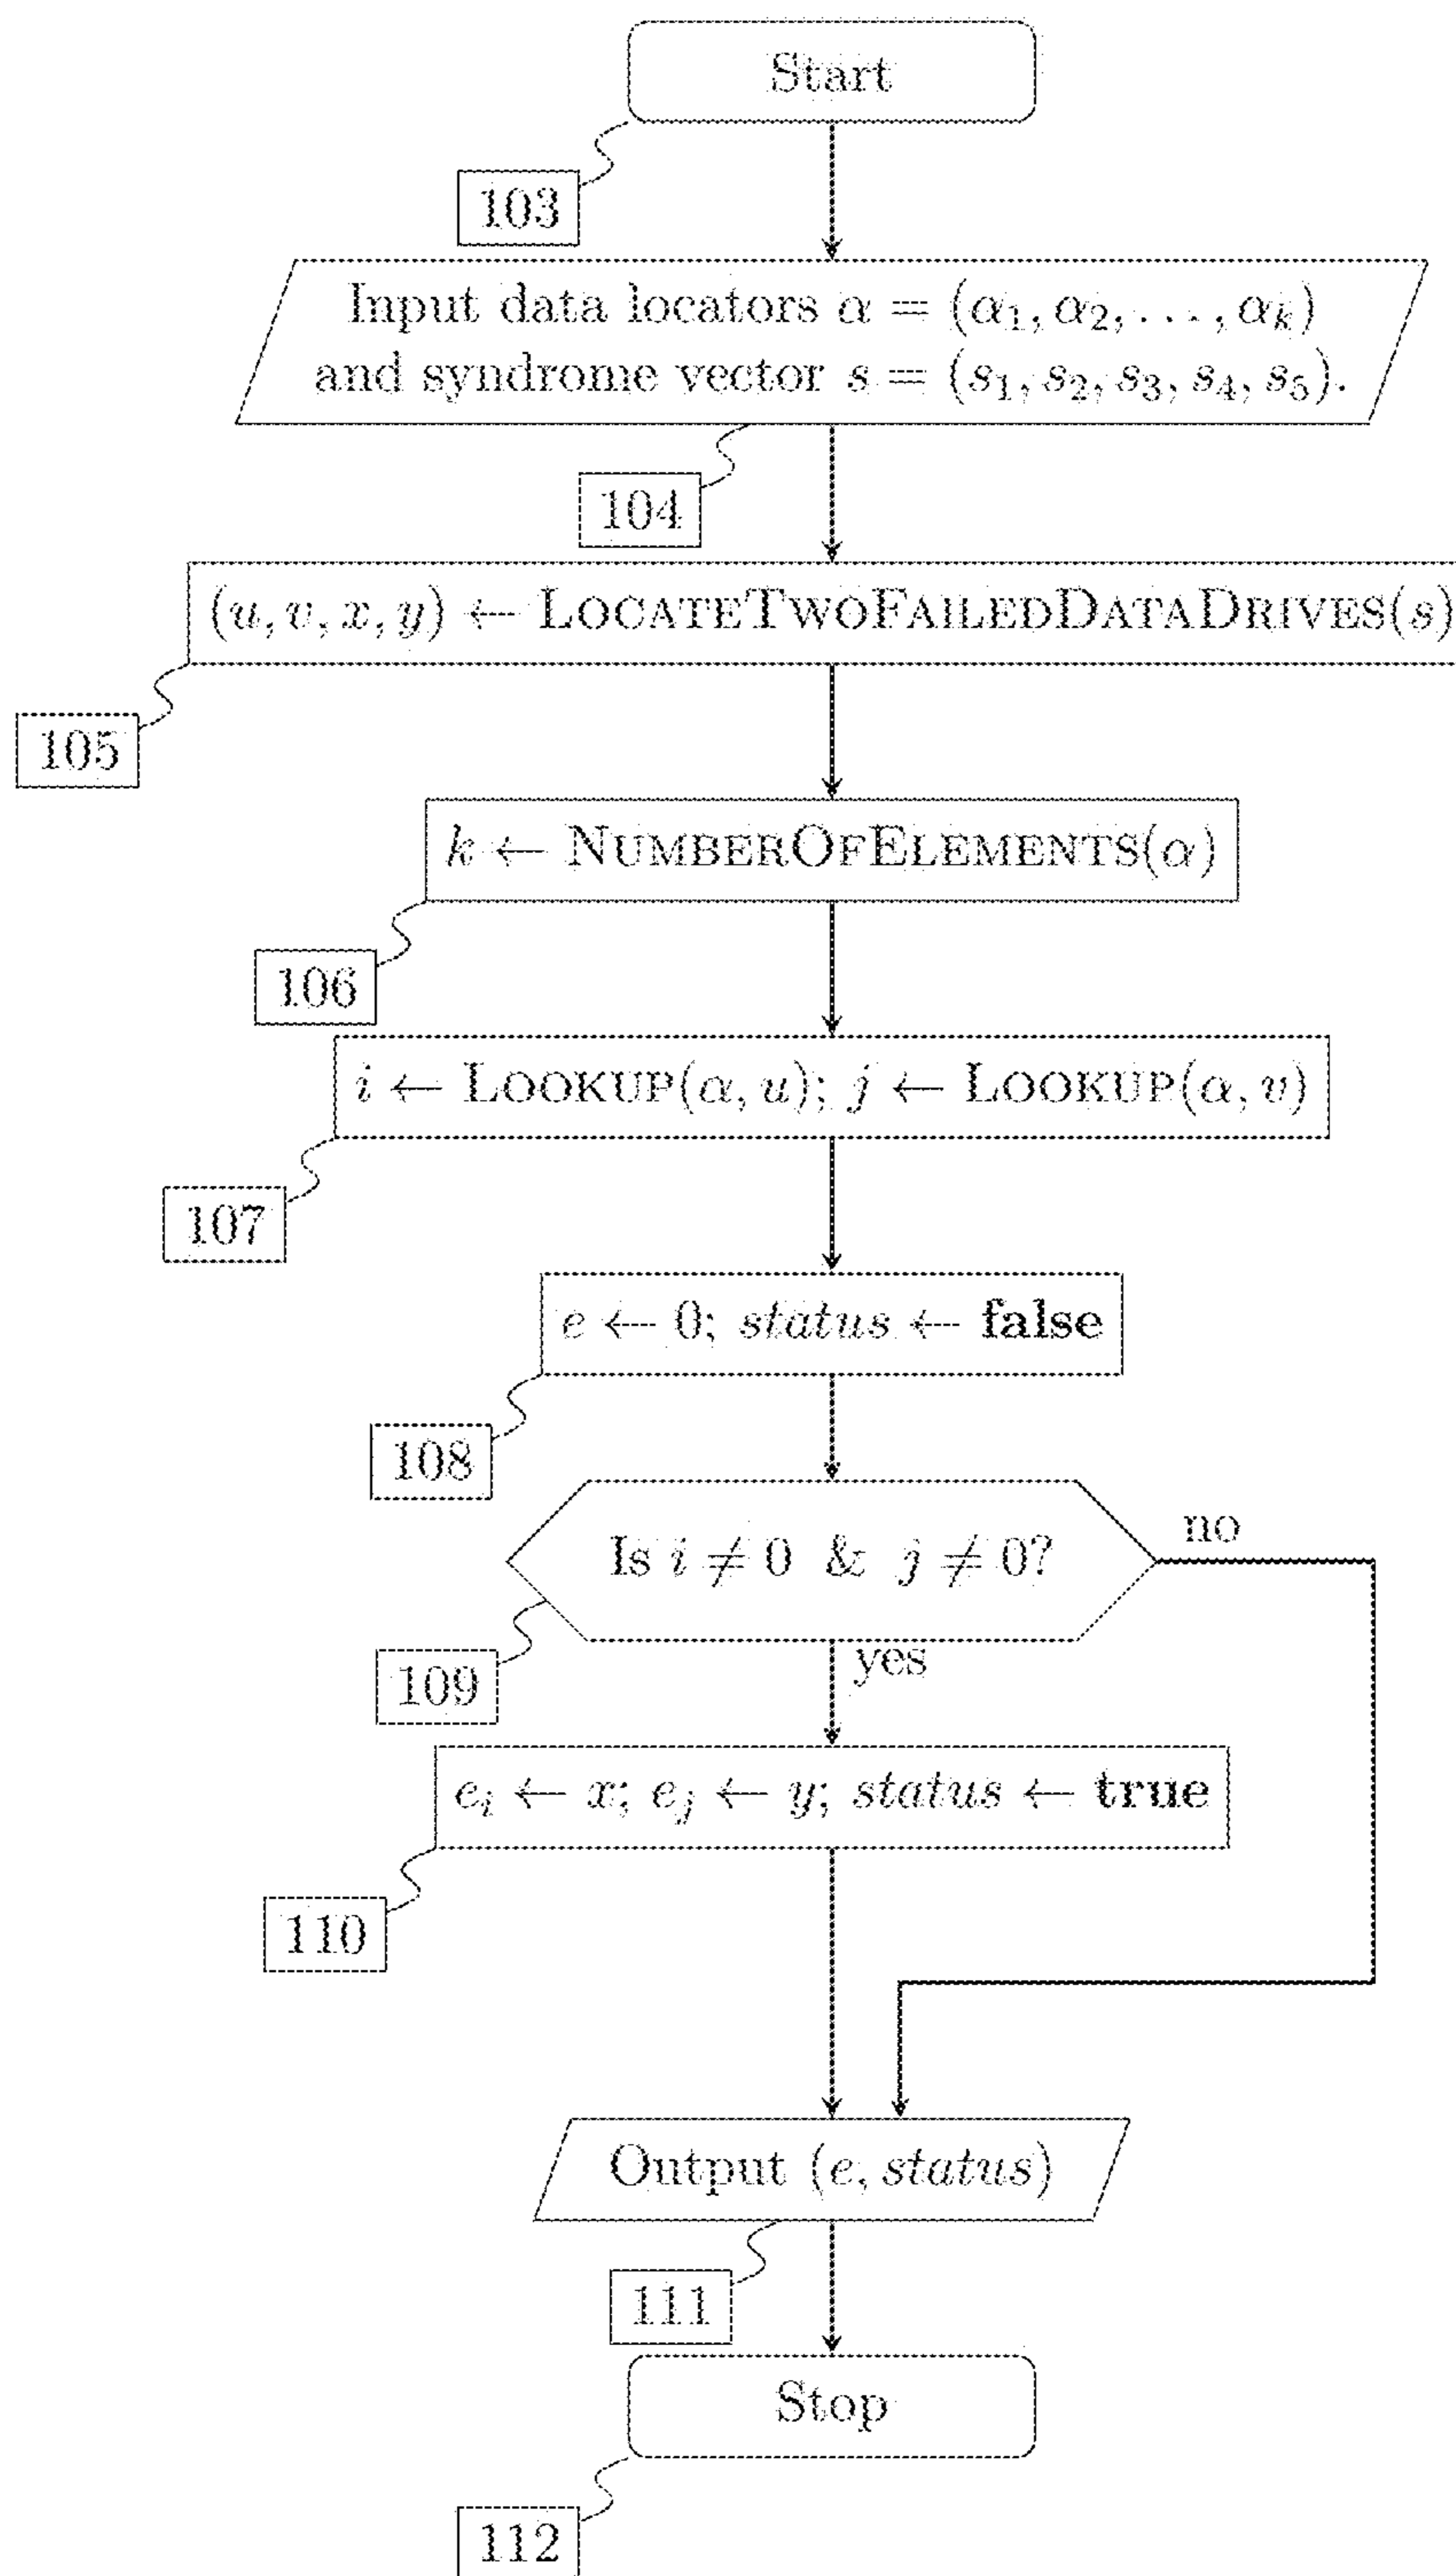 Start
103
Input data locators α = (α₁, α₂, . . . , αₖ)
and syndrome vector s = (s₁, s₂, s₃, s₄, s₅).
104
(u, v, x, y) ← LOCATETWOFAILEDDATADRIVES(s)
105
k ← NUMBEROFELEMENTS(α)
106
i ← LOOKUP(α, u); j ← LOOKUP(α, v)
107
e ← 0; status ← false
108
Is i ≠ 0 & j ≠ 0?
no
109
yes
eᵢ ← x; eⱼ ← y; status ← true
110
Output (e, status)
111
Stop
112